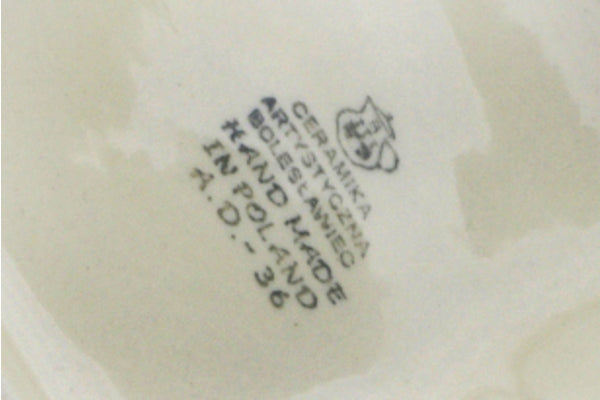 CERAMIKA
ARTYSTYCZNA
BOLESŁAWIEC
HAND MADE
IN POLAND
A.D. - 36